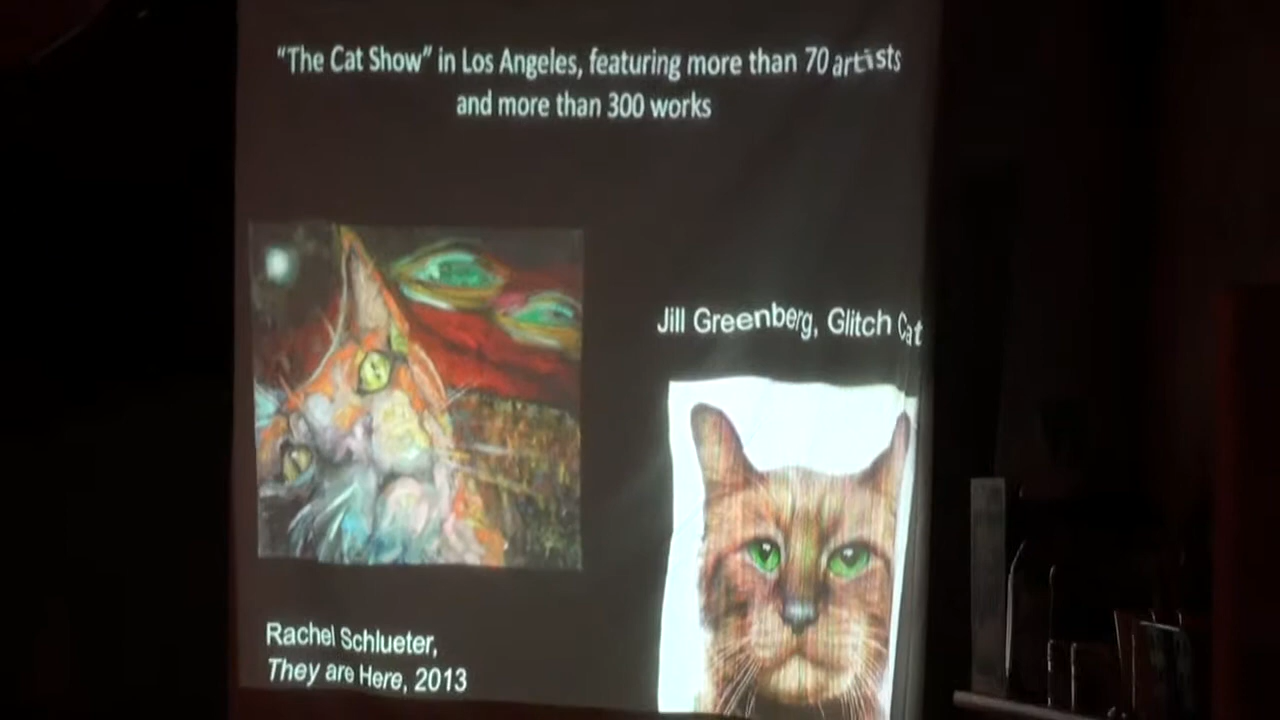 “The Cat Show” in Los Angeles, featuring more than 70 artists
and more than 300 works
Jill Greenberg, Glitch Cat
Rachel Schlueter,
They are Here, 2013